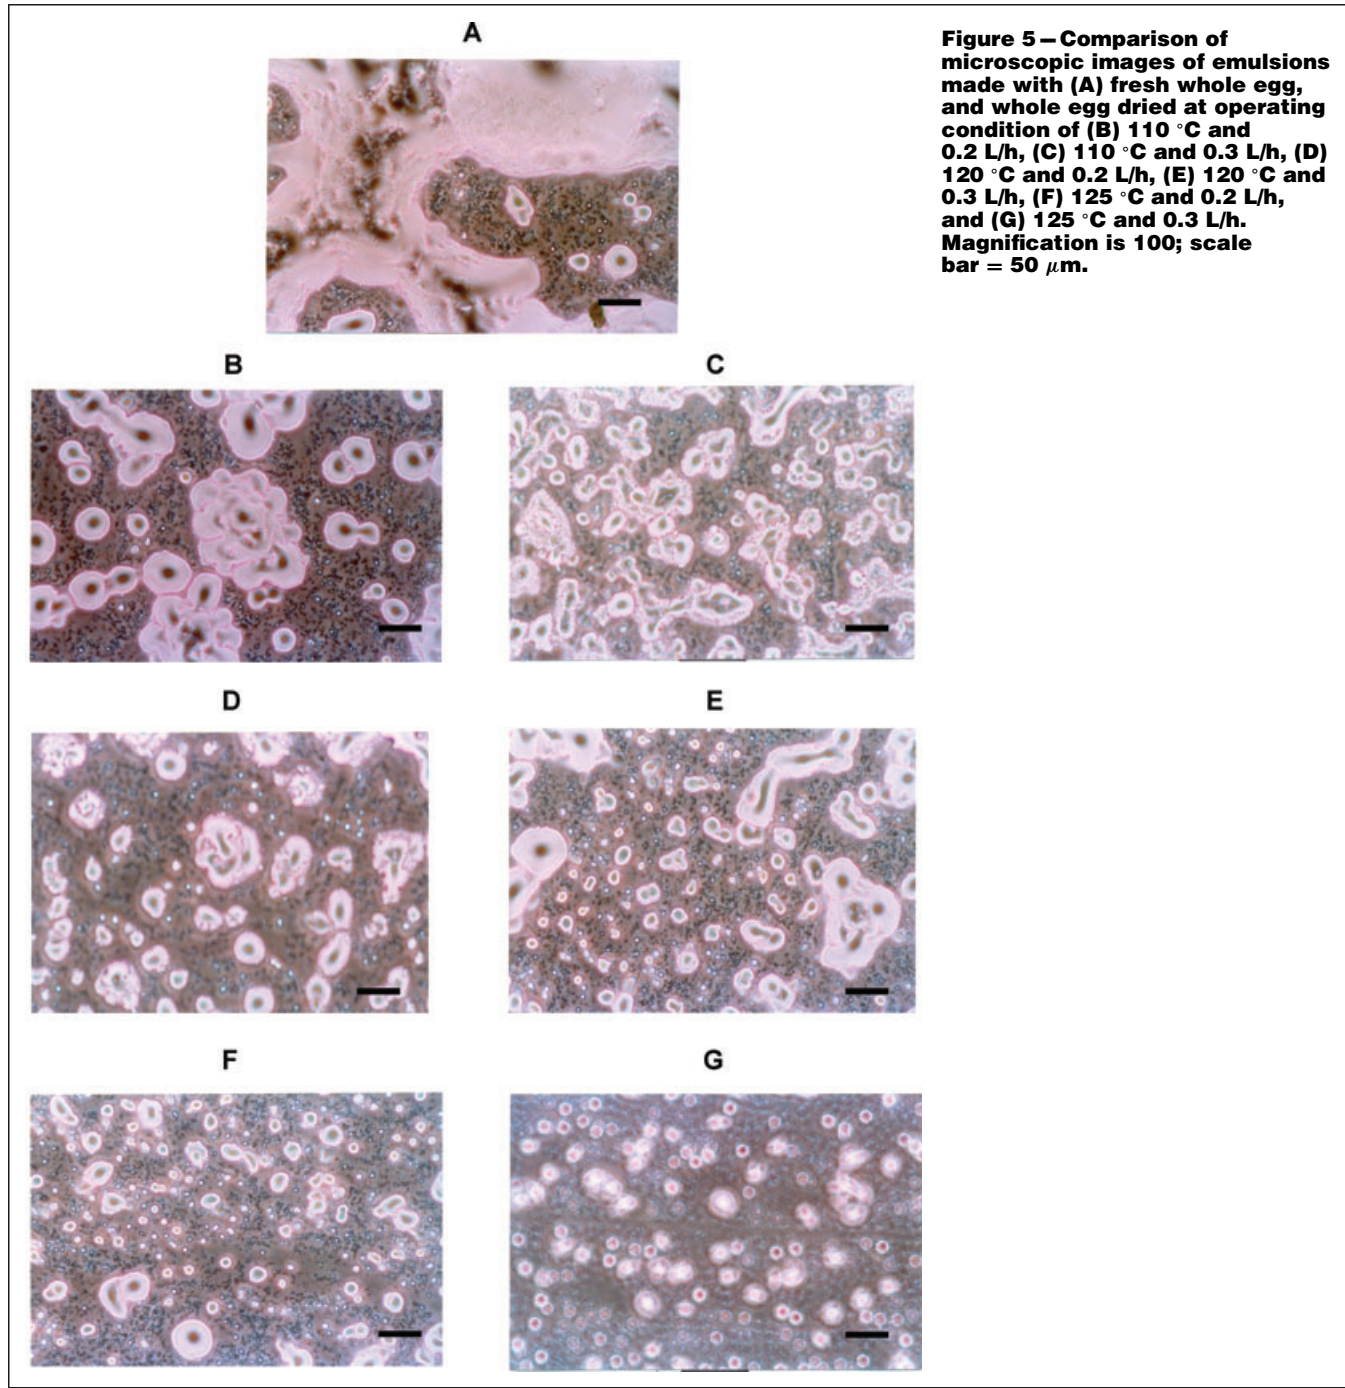 A
Figure 5—Comparison of
microscopic images of emulsions
made with (A) fresh whole egg,
and whole egg dried at operating
condition of (B) 110 °C and
0.2 L/h, (C) 110 °C and 0.3 L/h, (D)
120 °C and 0.2 L/h, (E) 120 °C and
0.3 L/h, (F) 125 °C and 0.2 L/h,
and (G) 125 °C and 0.3 L/h.
Magnification is 100; scale
bar = 50 μm.
B
C
D
E
F
G